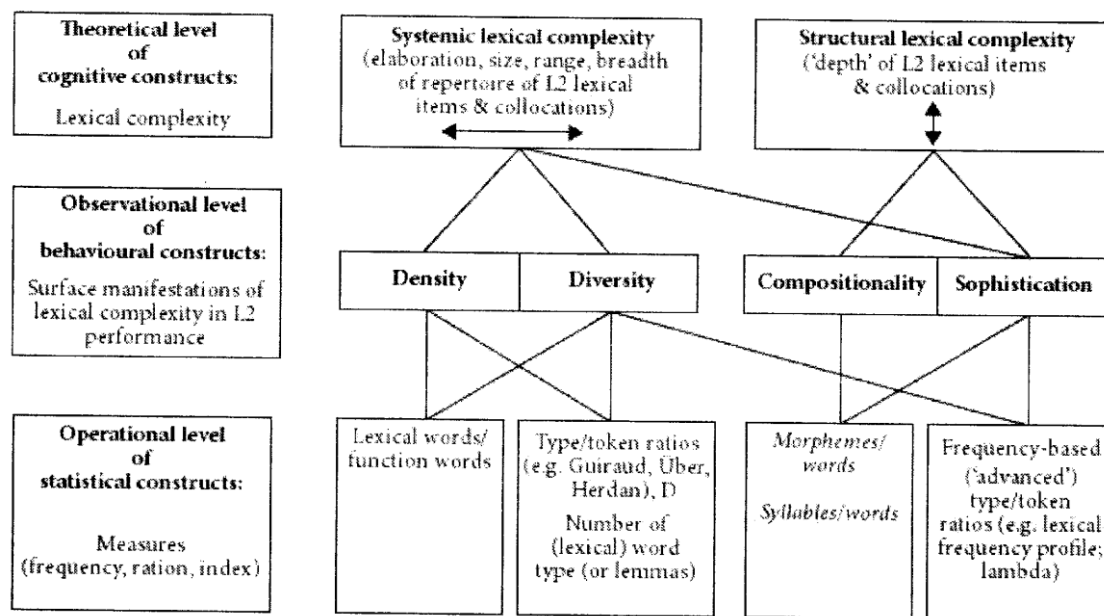 Theoretical level
of
cognitive constructs:
Lexical complexity
Systemic lexical complexity
(elaboration, size, range, breadth
of repertoire of L2 lexical
items & collocations)
Structural lexical complexity
('depth' of L2 lexical items
& collocations)
Observational level
of
behavioural constructs:
Surface manifestations of
lexical complexity in L2
performance
Density
Diversity
Compositionality
Sophistication
Operational level
of
statistical constructs:
Measures
(frequency, ration, index)
Lexical words/
function words
Type/token ratios
(e.g. Guiraud, Über,
Herdan), D
Number of
(lexical) word
type (or lemmas)
Morphemes/
words
Syllables/words
Frequency-based
('advanced')
type/token
ratios (e.g. lexical
frequency profile;
lambda)